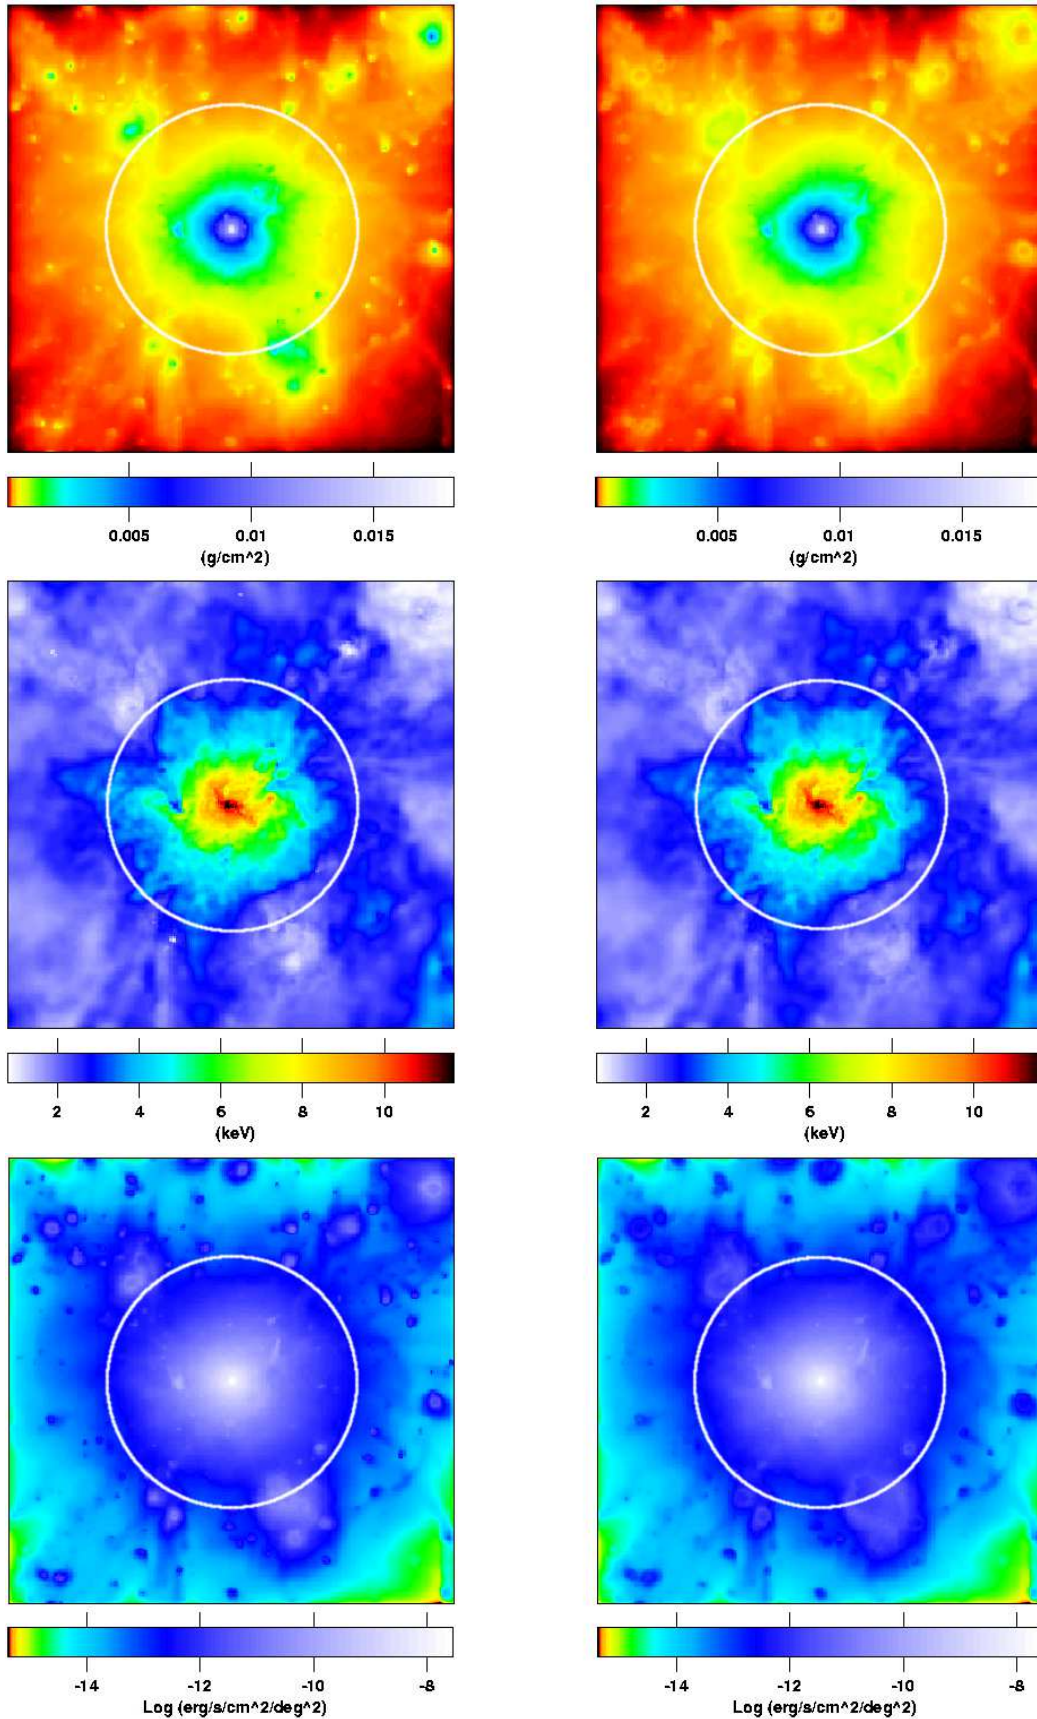 0.005 0.01 0.015 0.005 0.01 0.015
(g/cm^2) (g/cm^2)
2 4 6 8 10 2 4 6 8 10
(keV) (keV)
-14 -12 -10 -8 -14 -12 -10 -8
Log (erg/s/cm^2/deg^2) Log (erg/s/cm^2/deg^2)